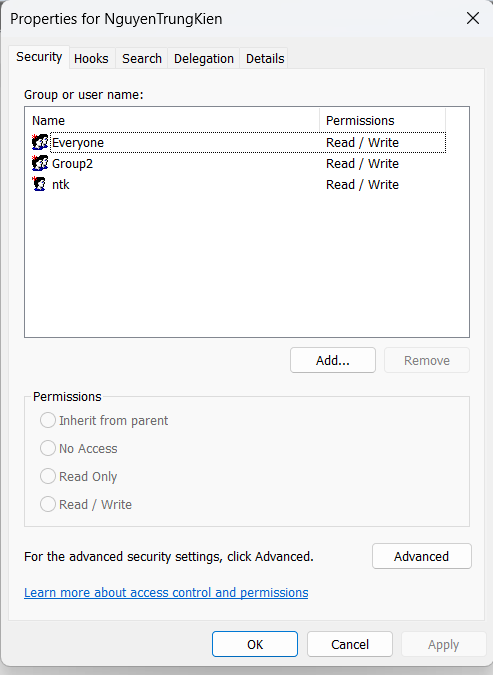 Properties for NguyenTrungKien
Security Hooks Search Delegation Details
Group or user name:
Name Permissions
Everyone Read / Write
Group2 Read / Write
ntk Read / Write
Add... Remove
Permissions
Inherit from parent
No Access
Read Only
Read / Write
For the advanced security settings, click Advanced. Advanced
Learn more about access control and permissions
OK Cancel Apply